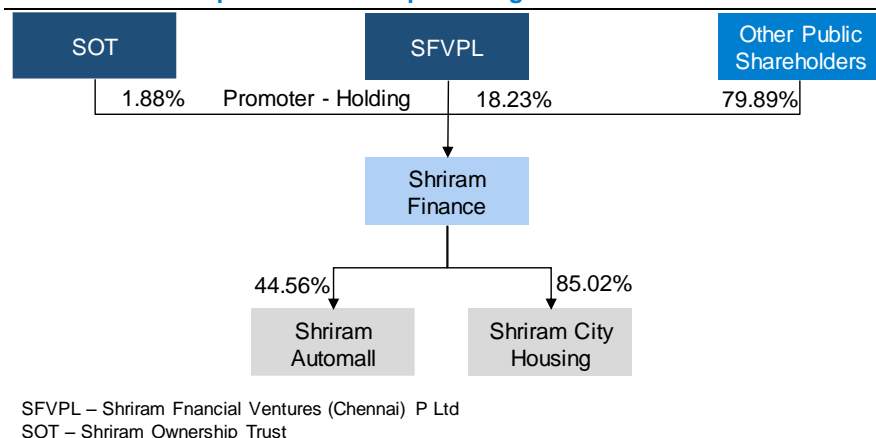 SOT
SFVPL
Other Public
Shareholders
1.88%
Promoter - Holding
18.23%
79.89%
Shriram
Finance
44.56%
85.02%
Shriram
Automall
Shriram City
Housing
SFVPL – Shriram Fnancial Ventures (Chennai) P Ltd
SOT – Shriram Ownership Trust